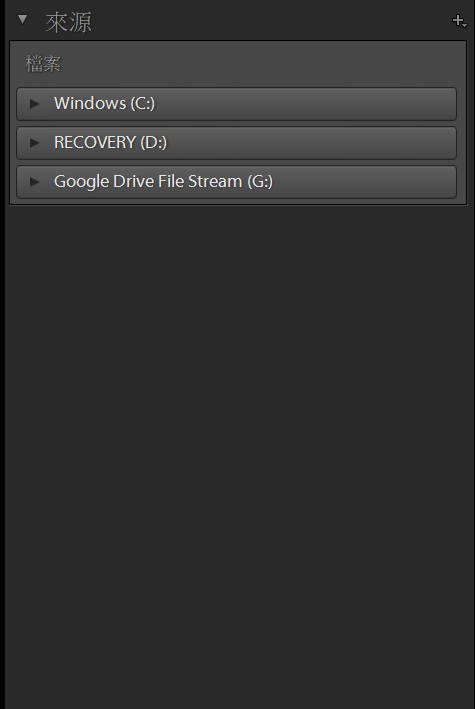 來源
檔案
Windows (C:)
RECOVERY (D:)
Google Drive File Stream (G:)